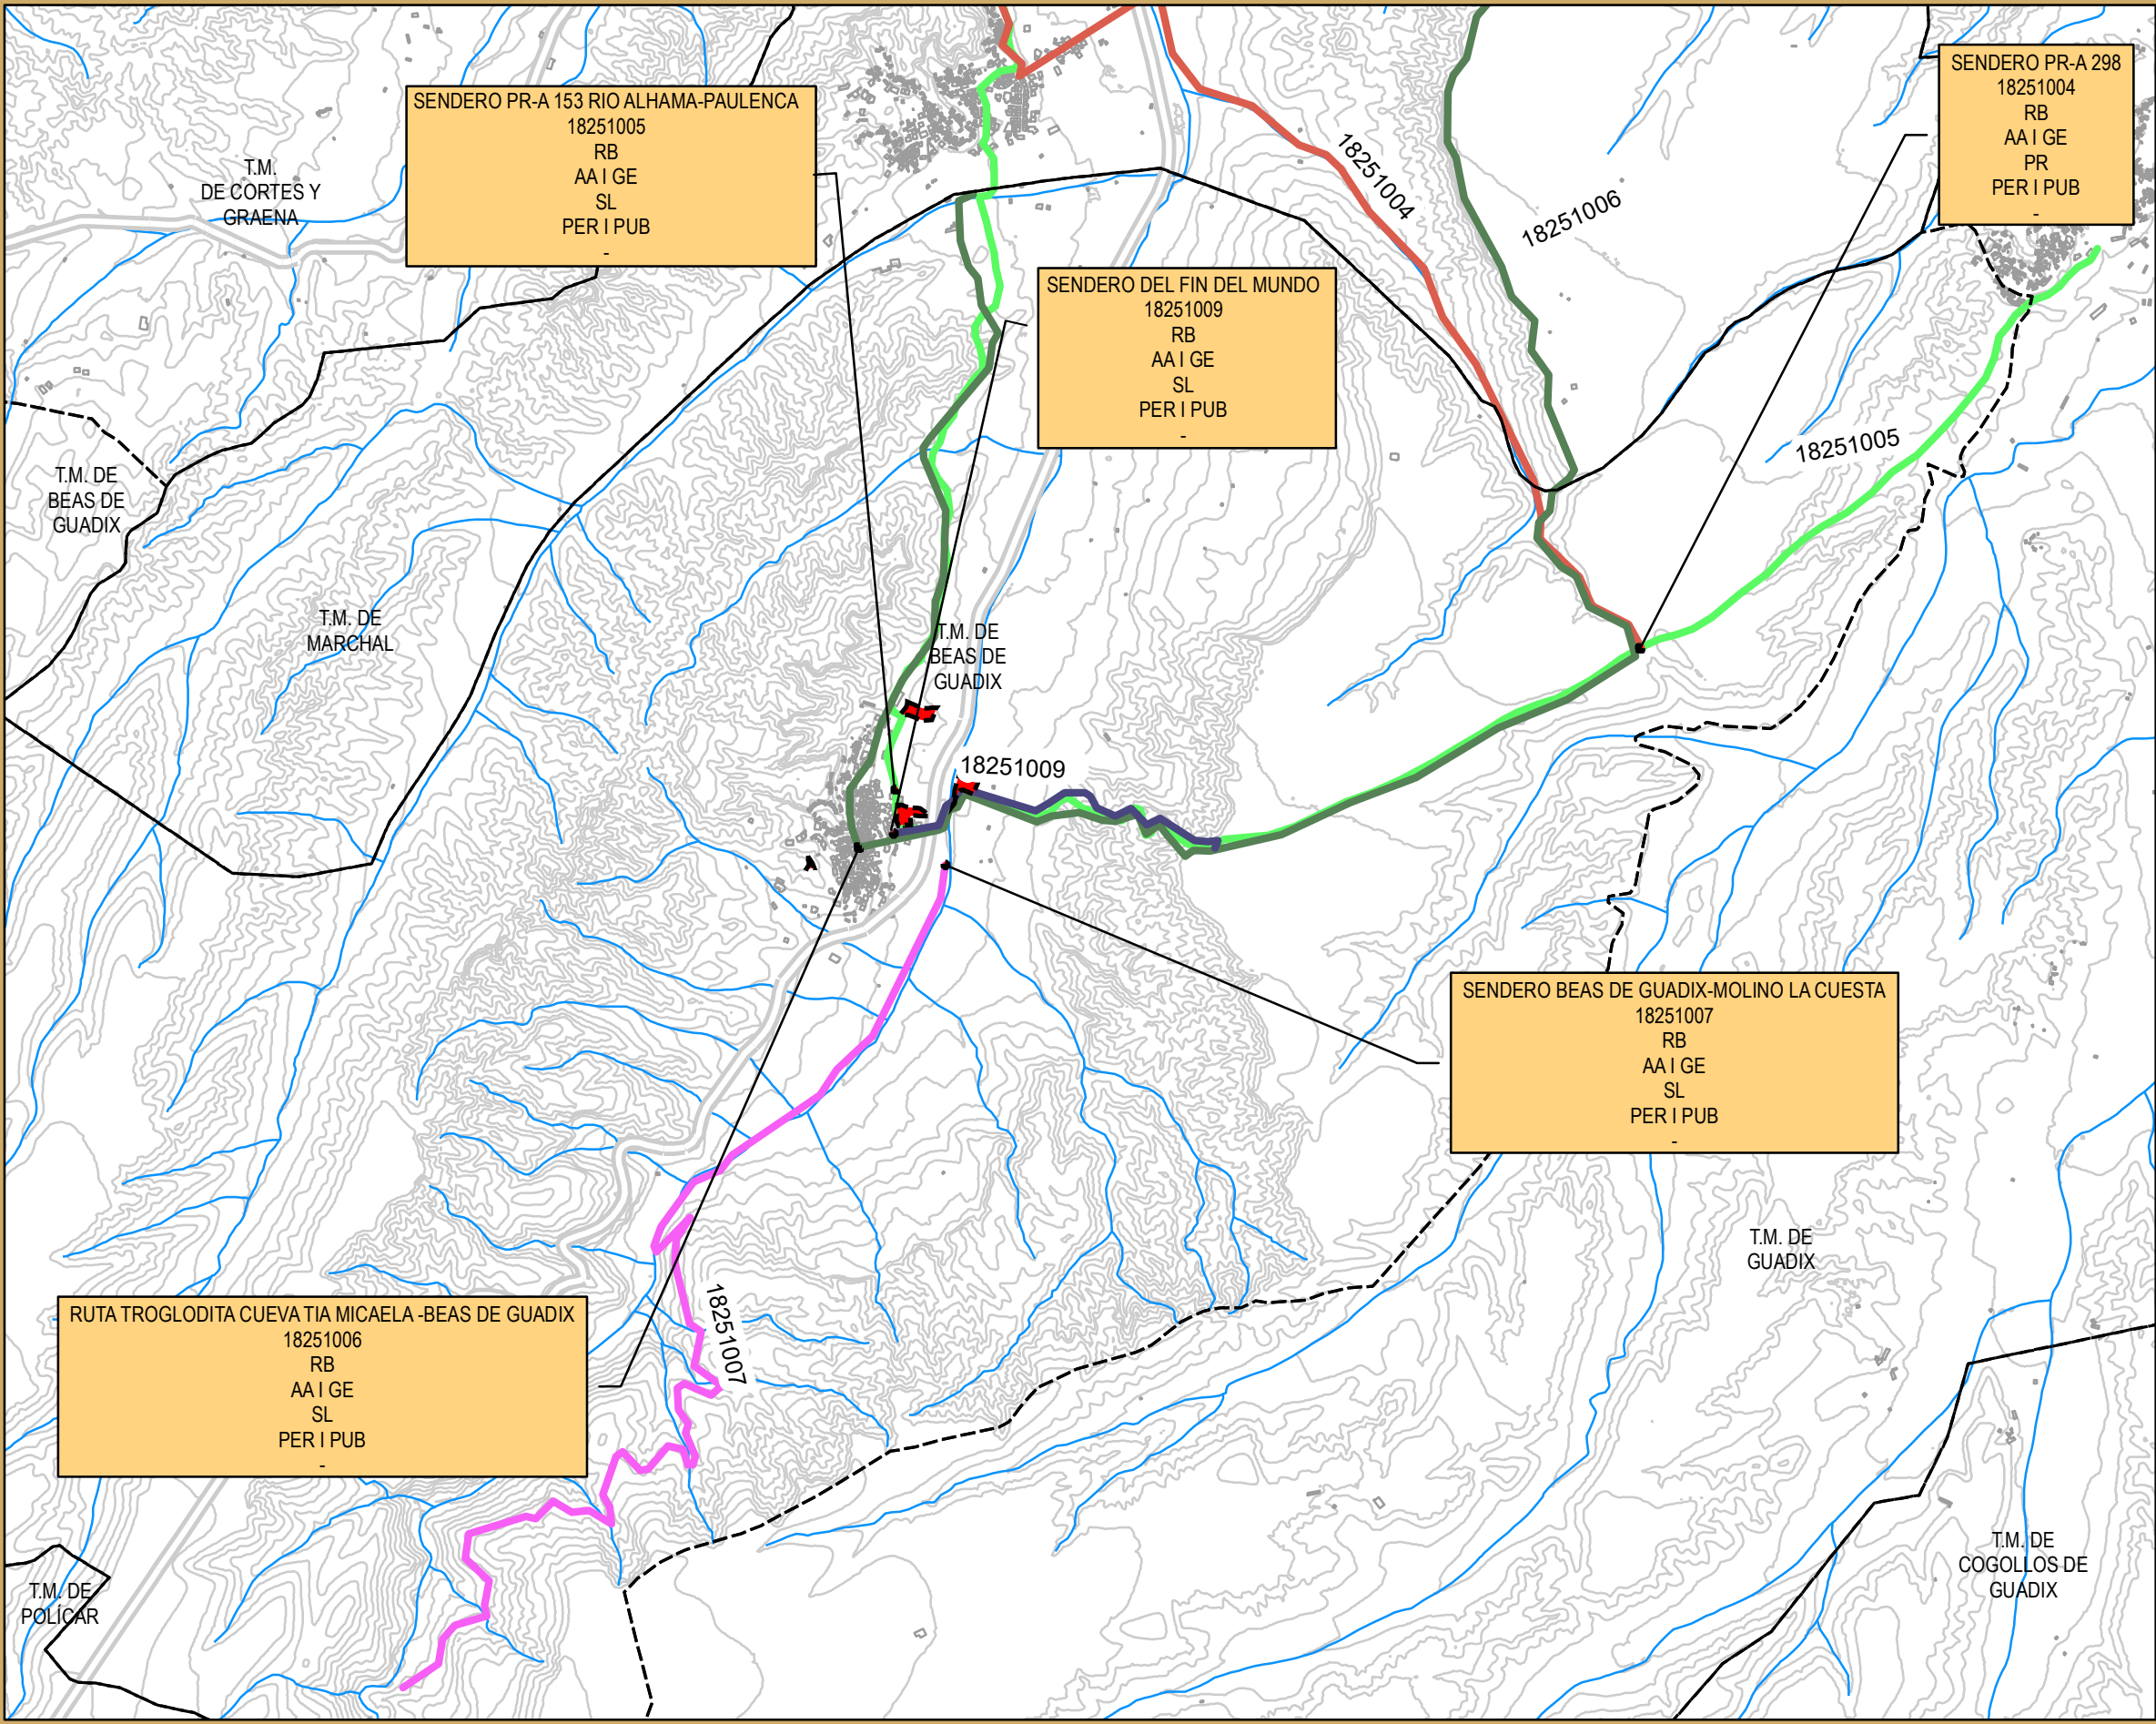 SENDERO PR-A 298
18251004
RB
AA I GE
PR
PER I PUB
-
SENDERO PR-A 153 RIO ALHAMA-PAULENCA
18251005
RB
AA I GE
SL
PER I PUB
-
T.M.
DE CORTES Y
GRAENA
18251004
18251006
SENDERO DEL FIN DEL MUNDO
18251009
RB
AA I GE
SL
PER I PUB
-
18251005
T.M. DE
BEAS DE
GUADIX
T.M. DE
MARCHAL
T.M. DE
BEAS DE
GUADIX
18251009
SENDERO BEAS DE GUADIX-MOLINO LA CUESTA
18251007
RB
AA I GE
SL
PER I PUB
-
T.M. DE
GUADIX
RUTA TROGLODITA CUEVA TIA MICAELA -BEAS DE GUADIX
18251006
RB
AA I GE
SL
PER I PUB
-
18251007
T.M. DE
COGOLLOS DE
GUADIX
T.M. DE
POLÍCAR